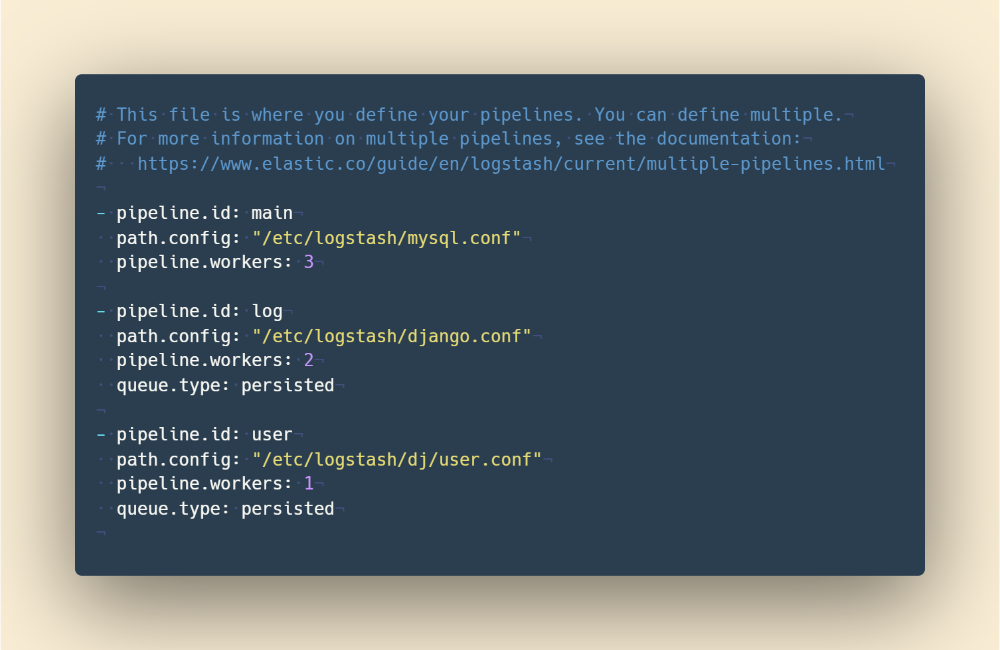 # This file is where you define your pipelines. You can define multiple.
# For more information on multiple pipelines, see the documentation:
#   https://www.elastic.co/guide/en/logstash/current/multiple-pipelines.html

- pipeline.id: main
  path.config: "/etc/logstash/mysql.conf"
  pipeline.workers: 3

- pipeline.id: log
  path.config: "/etc/logstash/django.conf"
  pipeline.workers: 2
  queue.type: persisted

- pipeline.id: user
  path.config: "/etc/logstash/dj/user.conf"
  pipeline.workers: 1
  queue.type: persisted